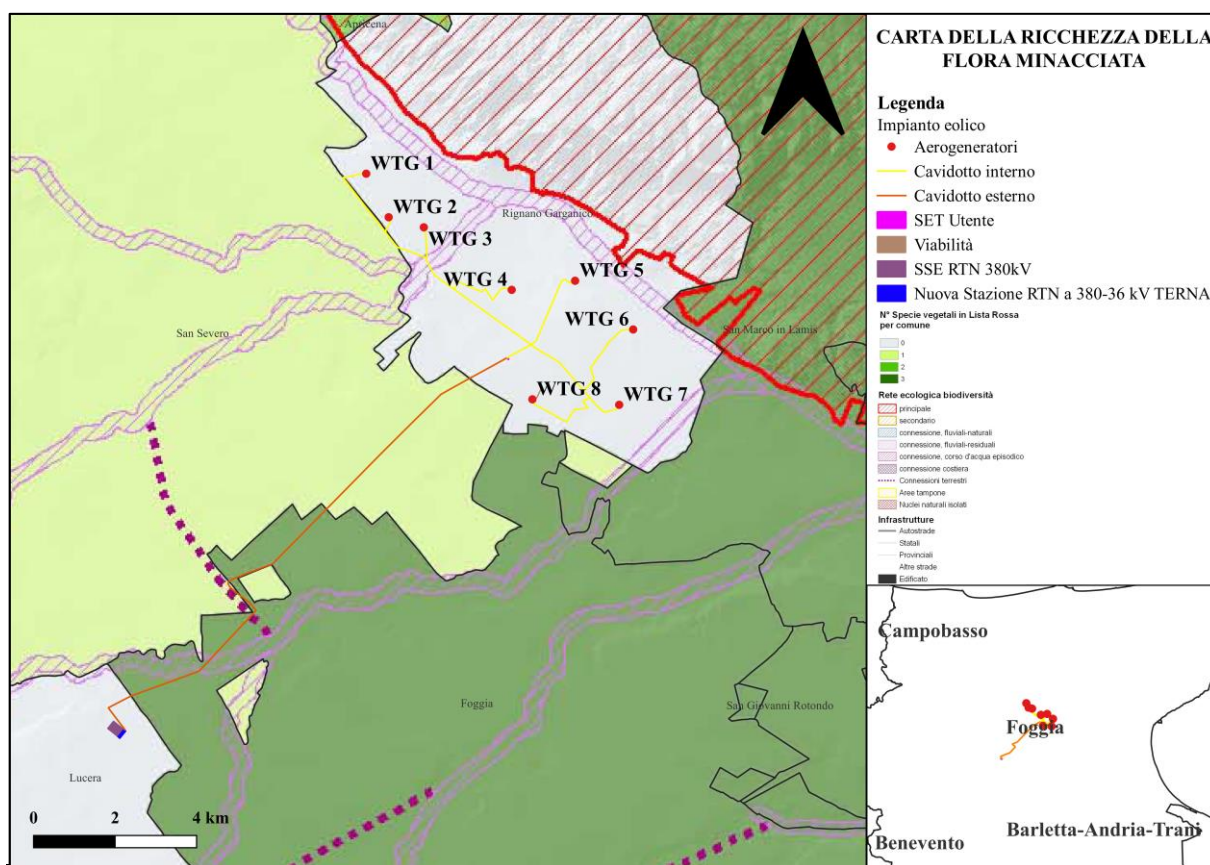 Apricena
WTG 1
WTG 2
WTG 3
Rignano Garganico
WTG 4
WTG 5
WTG 6
San Severo
San Marco in Lamis
WTG 8
WTG 7
Foggia
San Giovanni Rotondo
Lucera
0 2 4 km
CARTA DELLA RICCHEZZA DELLA
FLORA MINACCIATA
Legenda
Impianto eolico
Aerogeneratori
Cavidotto interno
Cavidotto esterno
SET Utente
Viabilità
SSE RTN 380kV
Nuova Stazione RTN a 380-36 kV TERNA
N° Specie vegetali in Lista Rossa
per comune
0
1
2
3
Rete ecologica biodiversità
principale
secondario
connessione, fluviali-naturali
connessione, fluviali-residuali
connessione, corso d'acqua episodico
connessione costiera
Connessioni terrestri
Aree tampone
Nuclei naturali isolati
Infrastrutture
Autostrade
Statali
Provinciali
Altre strade
Edificato
Campobasso
Foggia
Barletta-Andria-Trani
Benevento